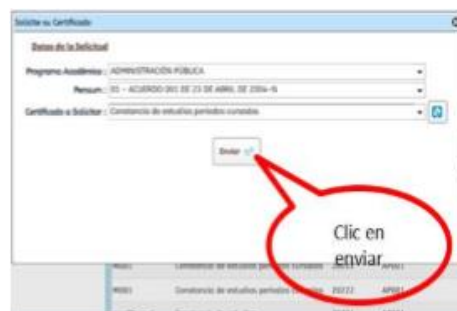 Solicite su Certificado
Datos de la Solicitud
Programa Académico : ADMINISTRACIÓN PÚBLICA
Pensum : 01 - ACUERDO 001 DE 23 DE ABRIL DE 2004-N
Certificado a Solicitar : Constancia de estudios periodos cursados
Enviar
Clic en
enviar
Constancia de estudios periodos cursados
Constancia de estudios periodos cursados 20222